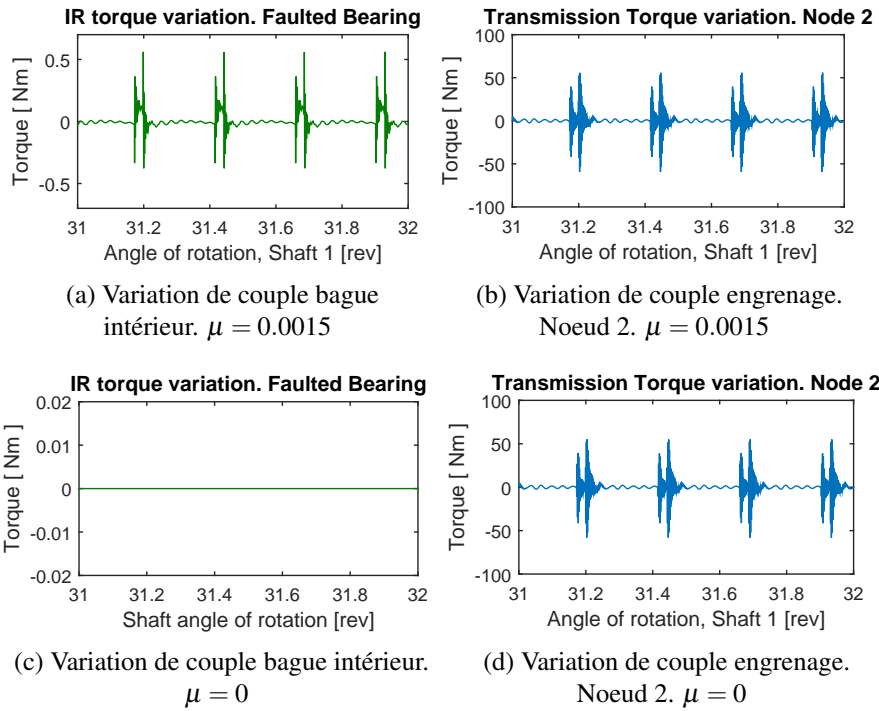 IR torque variation. Faulted Bearing
Torque [ Nm ]
0.5
0
-0.5
31 31.2 31.4 31.6 31.8 32
Angle of rotation, Shaft 1 [rev]
(a) Variation de couple bague
intérieur. μ = 0.0015
Transmission Torque variation. Node 2
Torque [ Nm ]
100
50
0
-50
-100
31 31.2 31.4 31.6 31.8 32
Angle of rotation, Shaft 1 [rev]
(b) Variation de couple engrenage.
Noeud 2. μ = 0.0015
IR torque variation. Faulted Bearing
Torque [ Nm ]
0.02
0.01
0
-0.01
-0.02
31 31.2 31.4 31.6 31.8 32
Shaft angle of rotation [rev]
(c) Variation de couple bague intérieur.
μ = 0
Transmission Torque variation. Node 2
Torque [ Nm ]
100
50
0
-50
-100
31 31.2 31.4 31.6 31.8 32
Angle of rotation, Shaft 1 [rev]
(d) Variation de couple engrenage.
Noeud 2. μ = 0